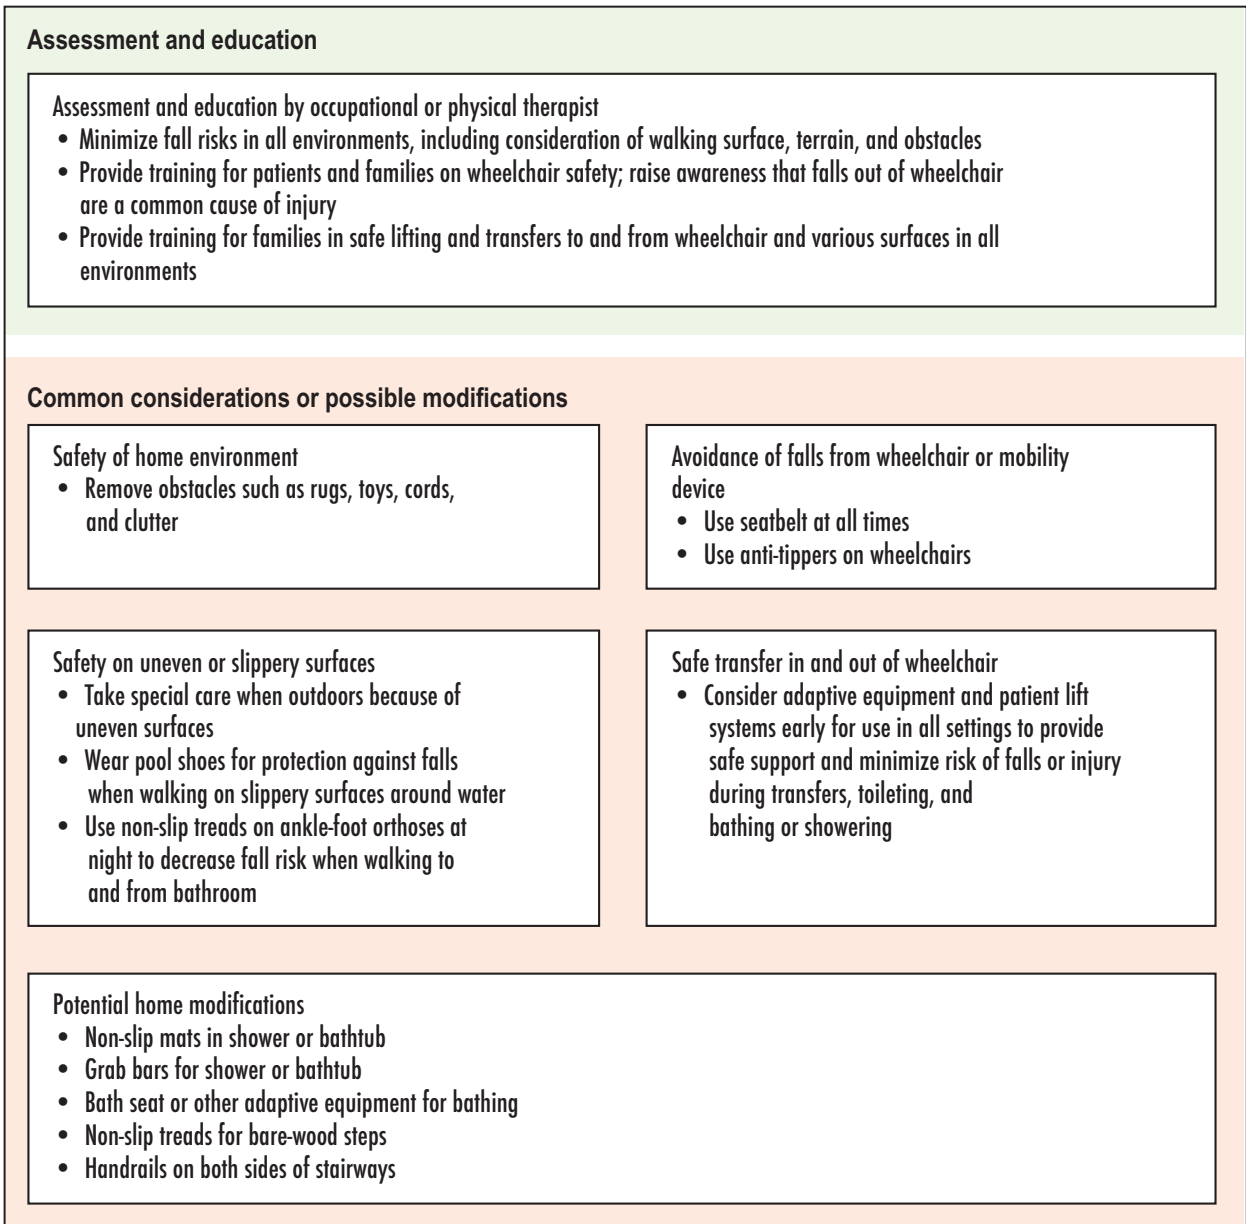 Assessment and education
Assessment and education by occupational or physical therapist
• Minimize fall risks in all environments, including consideration of walking surface, terrain, and obstacles
• Provide training for patients and families on wheelchair safety; raise awareness that falls out of wheelchair
are a common cause of injury
• Provide training for families in safe lifting and transfers to and from wheelchair and various surfaces in all
environments
Common considerations or possible modifications
Safety of home environment
• Remove obstacles such as rugs, toys, cords,
and clutter
Avoidance of falls from wheelchair or mobility
device
• Use seatbelt at all times
• Use anti-tippers on wheelchairs
Safety on uneven or slippery surfaces
• Take special care when outdoors because of
uneven surfaces
• Wear pool shoes for protection against falls
when walking on slippery surfaces around water
• Use non-slip treads on ankle-foot orthoses at
night to decrease fall risk when walking to
and from bathroom
Safe transfer in and out of wheelchair
• Consider adaptive equipment and patient lift
systems early for use in all settings to provide
safe support and minimize risk of falls or injury
during transfers, toileting, and
bathing or showering
Potential home modifications
• Non-slip mats in shower or bathtub
• Grab bars for shower or bathtub
• Bath seat or other adaptive equipment for bathing
• Non-slip treads for bare-wood steps
• Handrails on both sides of stairways